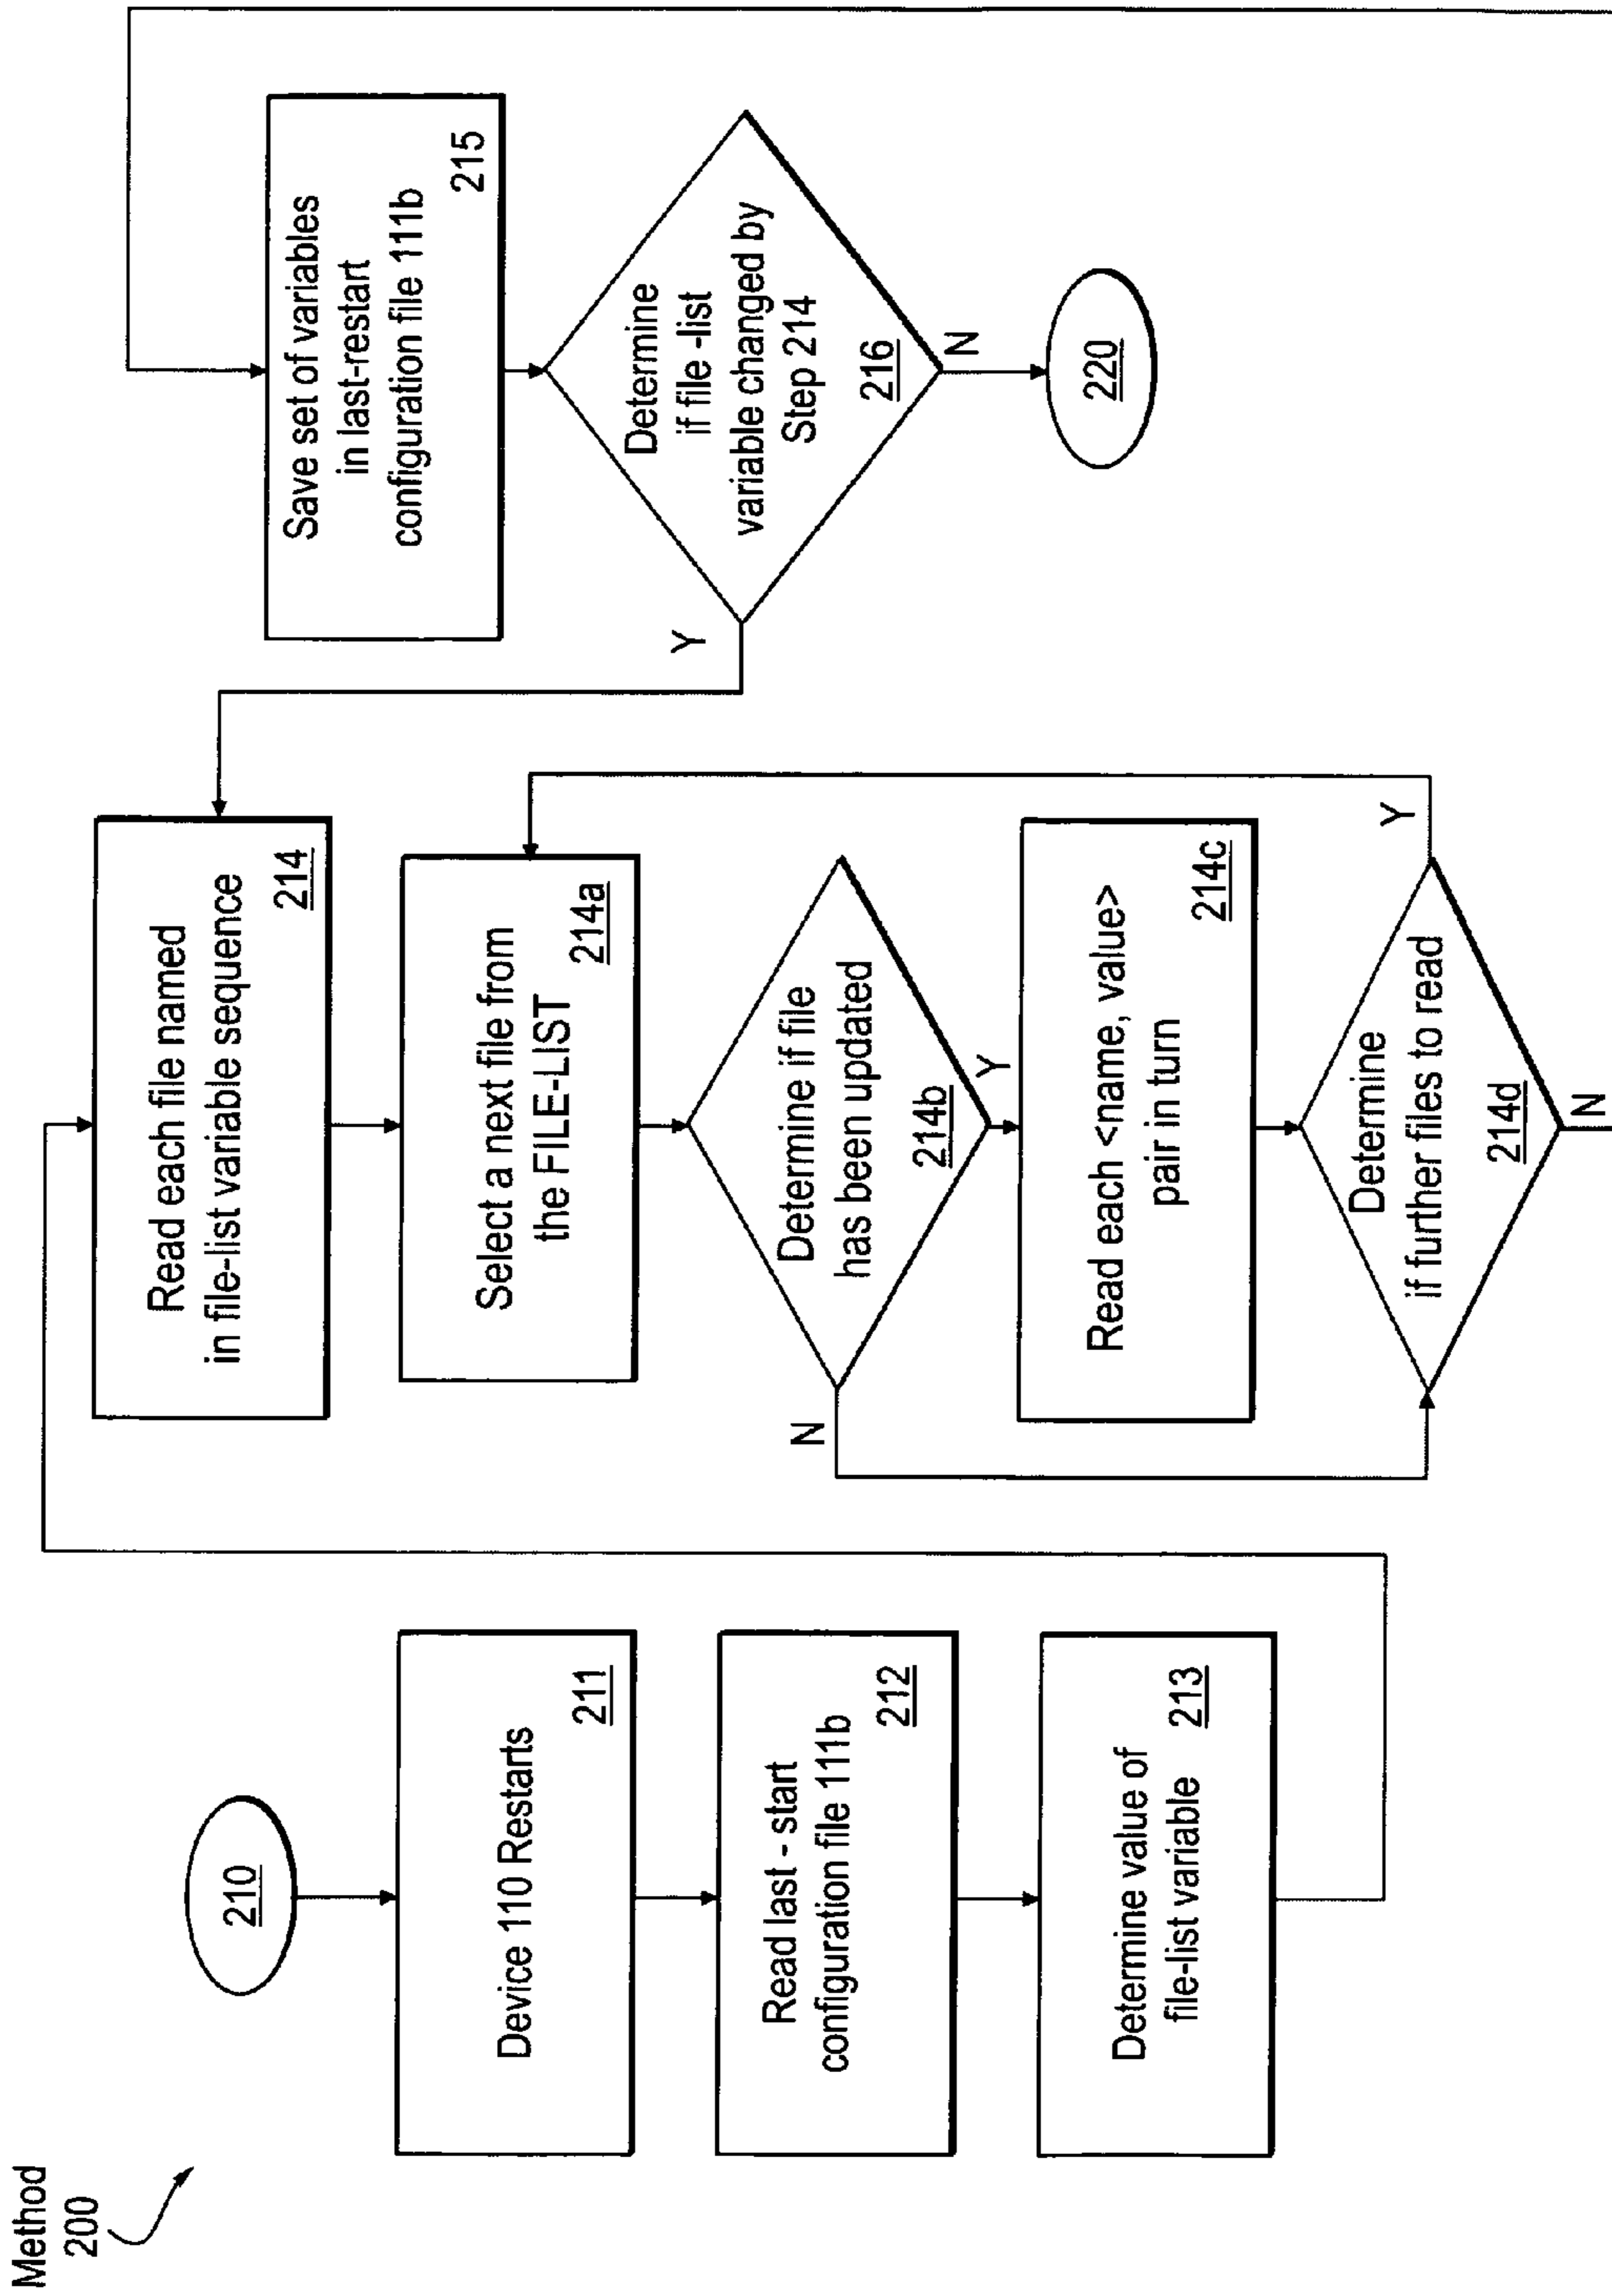 Method
200
210
Device 110 Restarts
211
Read last - start
configuration file 111b
212
Determine value of
file-list variable
213
Read each file named
in file-list variable sequence
214
Select a next file from
the FILE-LIST
214a
Determine if file
has been updated
214b
N
Y
Read each <name, value>
pair in turn
214c
Determine
if further files to read
214d
Y
N
Save set of variables
in last-restart
configuration file 111b
215
Determine
if file -list
variable changed by
Step 214
216
Y
N
220